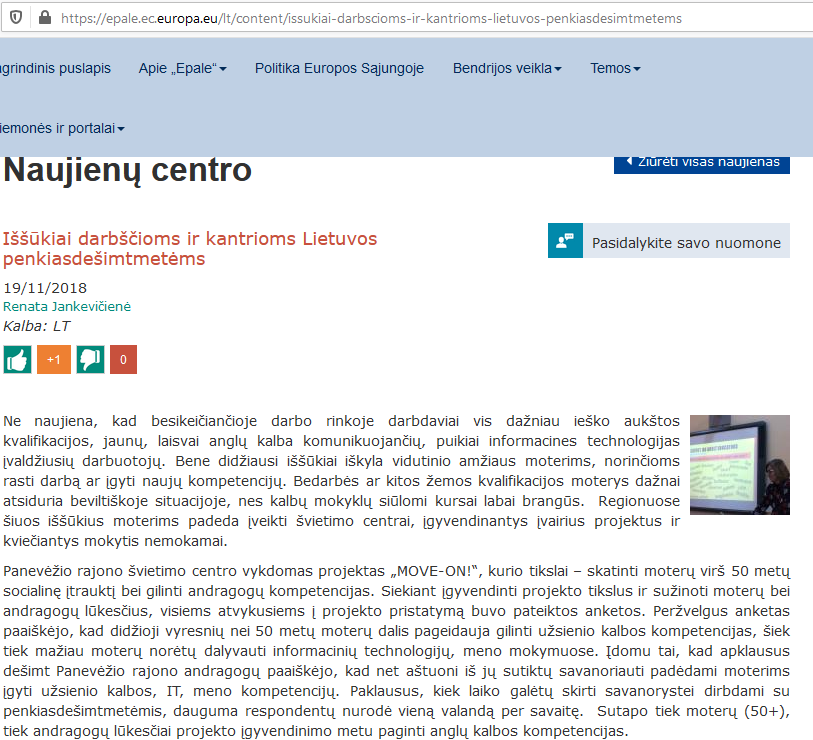 https://epale.ec.europa.eu/lt/content/issukiai-darbscioms-ir-kantrioms-lietuvos-penkiasdesimtmetems
agrindinis puslapis Apie „Epale“ Politika Europos Sąjungoje Bendrijos veikla Temos
iemonės ir portalai
Naujienų centro
Žiūrėti visas naujienas
Iššūkiai darbščioms ir kantrioms Lietuvos
penkiasdešimtmetėms
Pasidalykite savo nuomone
19/11/2018
Renata Jankevičienė
Kalba: LT
+1 0
Ne naujiena, kad besikeičiančioje darbo rinkoje darbdaviai vis dažniau ieško aukštos
kvalifikacijos, jaunų, laisvai anglų kalba komunikuojančių, puikiai informacines technologijas
įvaldžiusių darbuotojų. Bene didžiausi iššūkiai iškyla vidutinio amžiaus moterims, norinčioms
rasti darbą ar įgyti naujų kompetencijų. Bedarbės ar kitos žemos kvalifikacijos moterys dažnai
atsiduria beviltiškoje situacijoje, nes kalbų mokyklų siūlomi kursai labai brangūs. Regionuose
šiuos iššūkius moterims padeda įveikti švietimo centrai, įgyvendinantys įvairius projektus ir
kviečiantys mokytis nemokamai.
Panevėžio rajono švietimo centro vykdomas projektas „MOVE-ON!“, kurio tikslai – skatinti moterų virš 50 metų
socialinę įtrauktį bei gilinti andragogų kompetencijas. Siekiant įgyvendinti projekto tikslus ir sužinoti moterų bei
andragogų lūkesčius, visiems atvykusiems į projekto pristatymą buvo pateiktos anketos. Peržvelgus anketas
paaiškėjo, kad didžioji vyresnių nei 50 metų moterų dalis pageidauja gilinti užsienio kalbos kompetencijas, šiek
tiek mažiau moterų norėtų dalyvauti informacinių technologijų, meno mokymuose. Įdomu tai, kad apklausus
dešimt Panevėžio rajono andragogų paaiškėjo, kad net aštuoni iš jų sutiktų savanoriauti padėdami moterims
įgyti užsienio kalbos, IT, meno kompetencijų. Paklausus, kiek laiko galėtų skirti savanorystei dirbdami su
penkiasdešimtmetėmis, dauguma respondentų nurodė vieną valandą per savaitę. Sutapo tiek moterų (50+),
tiek andragogų lūkesčiai projekto įgyvendinimo metu paginti anglų kalbos kompetencijas.